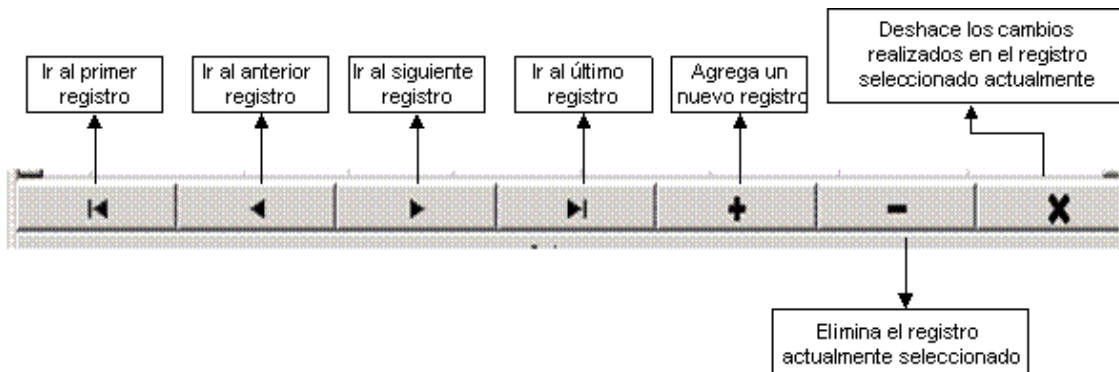 Ir al primer
registro
Ir al anterior
registro
Ir al siguiente
registro
Ir al último
registro
Agrega un
nuevo registro
Deshace los cambios
realizados en el registro
seleccionado actualmente
Elimina el registro
actualmente seleccionado